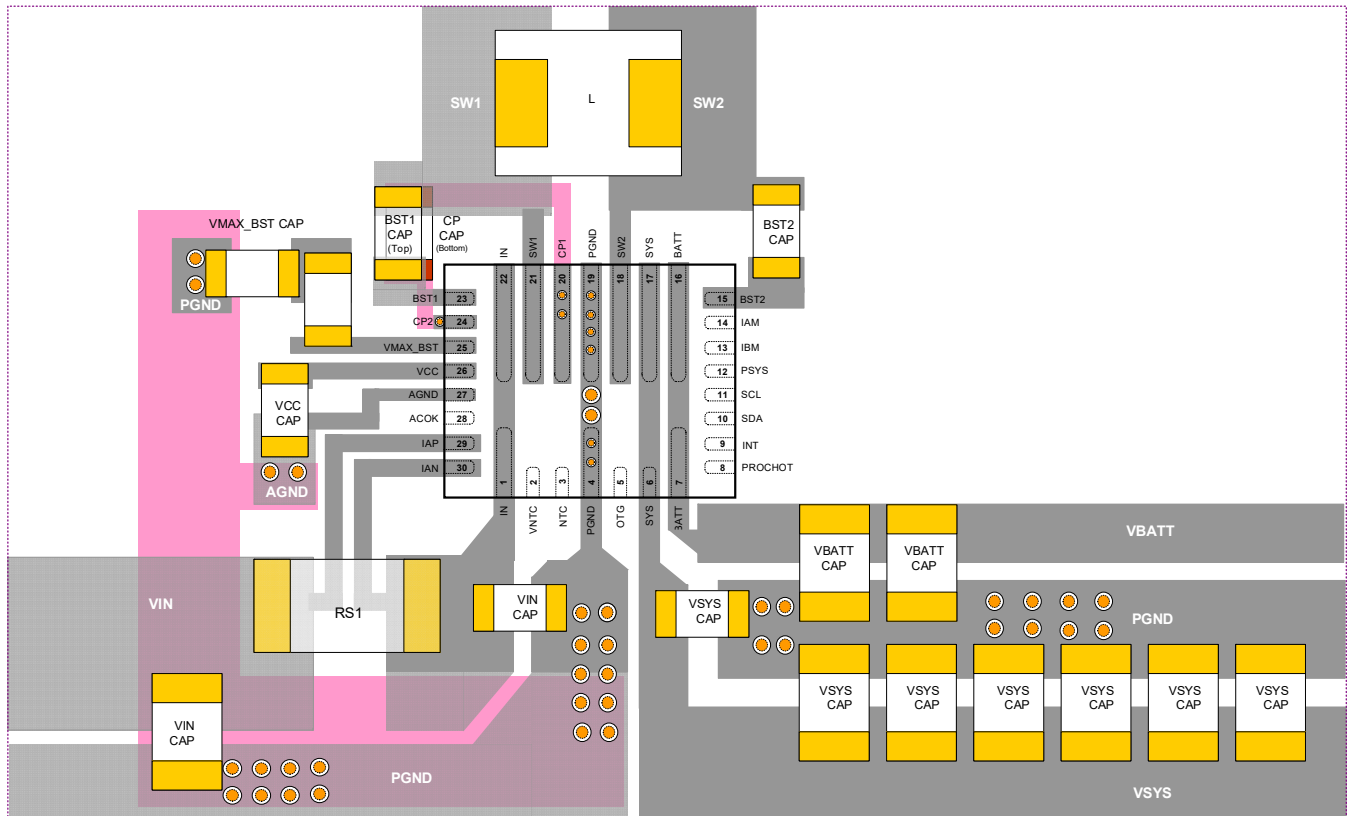 SW1
L
SW2
VMAX_BST CAP
BST1
CAP
(Top)
CP
CAP
(Bottom)
BST2
CAP
PGND
IN
SW1
CP1
PGND
SW2
SYS
BATT
22
21
20
19
18
17
16
BST1
23
CP2
24
VMAX_BST
25
VCC
26
AGND
27
ACOK
28
IAP
29
IAN
30
15
BST2
14
IAM
13
IBM
12
PSYS
11
SCL
10
SDA
9
INT
8
PROCHOT
VCC
CAP
AGND
1
2
3
4
5
6
7
IN
VNTC
NTC
PGND
OTG
SYS
BATT
VIN
RS1
VIN
CAP
VSYS
CAP
VBATT
CAP
VBATT
CAP
VBATT
PGND
VIN
CAP
PGND
VSYS
CAP
VSYS
CAP
VSYS
CAP
VSYS
CAP
VSYS
CAP
VSYS
CAP
VSYS